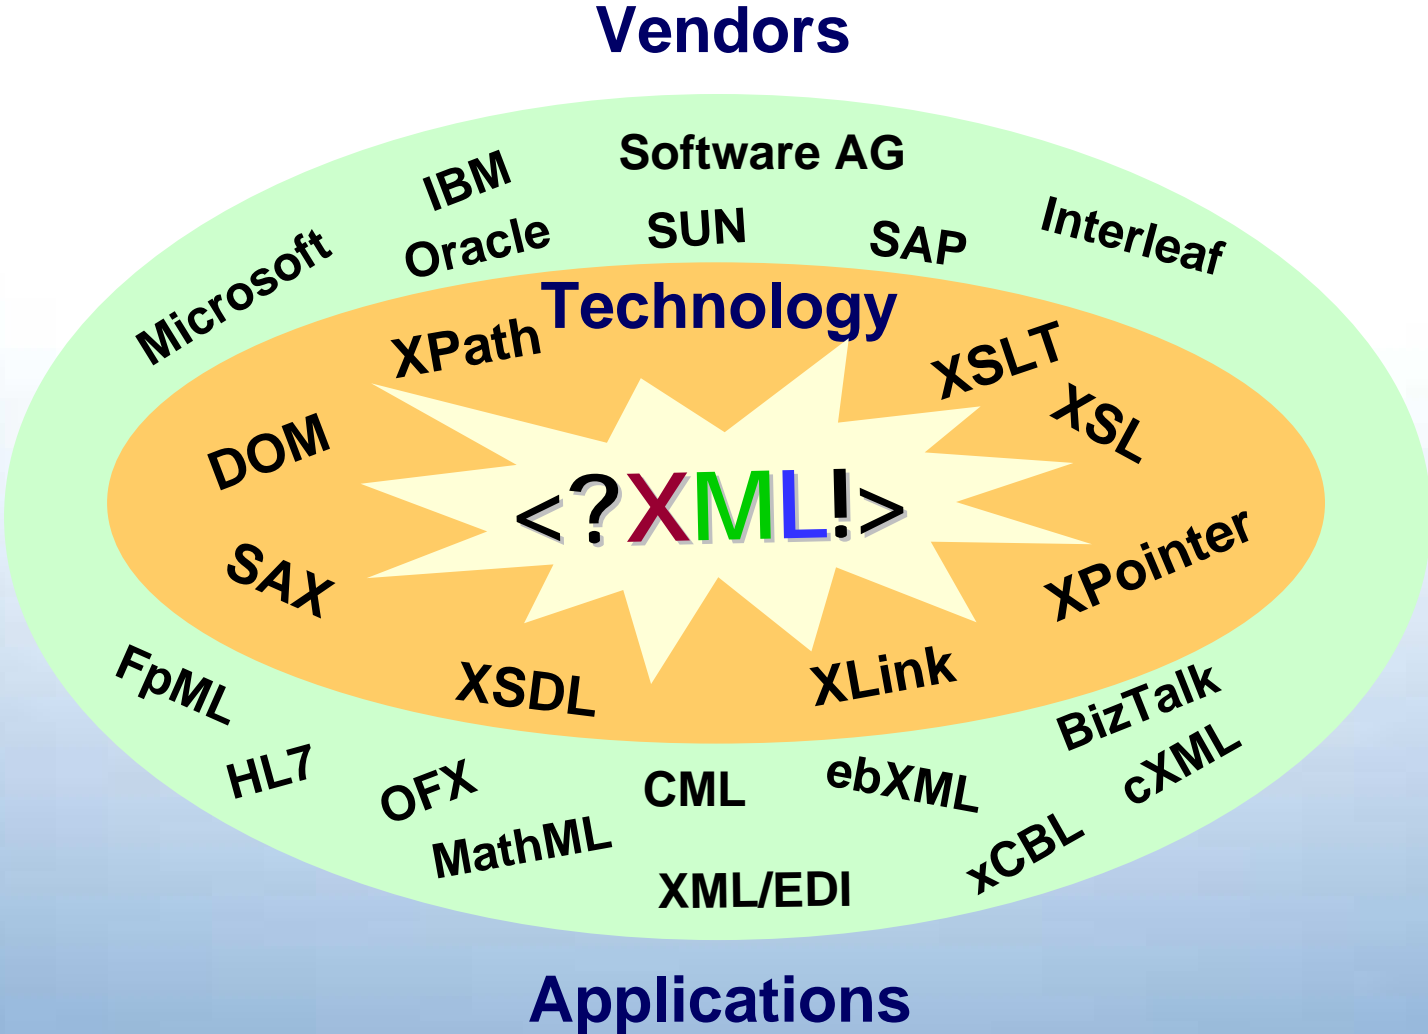 Vendors
Software AG
IBM
Interleaf
SUN
Oracle
SAP
Microsoft
Technology
XPath
XSLT
XSL
DOM
<?XML!>
XPointer
SAX
XSDL
XLink
FpML
BizTalk
HL7
OFX
CML
ebXML
cXML
MathML
xCBL
XML/EDI
Applications